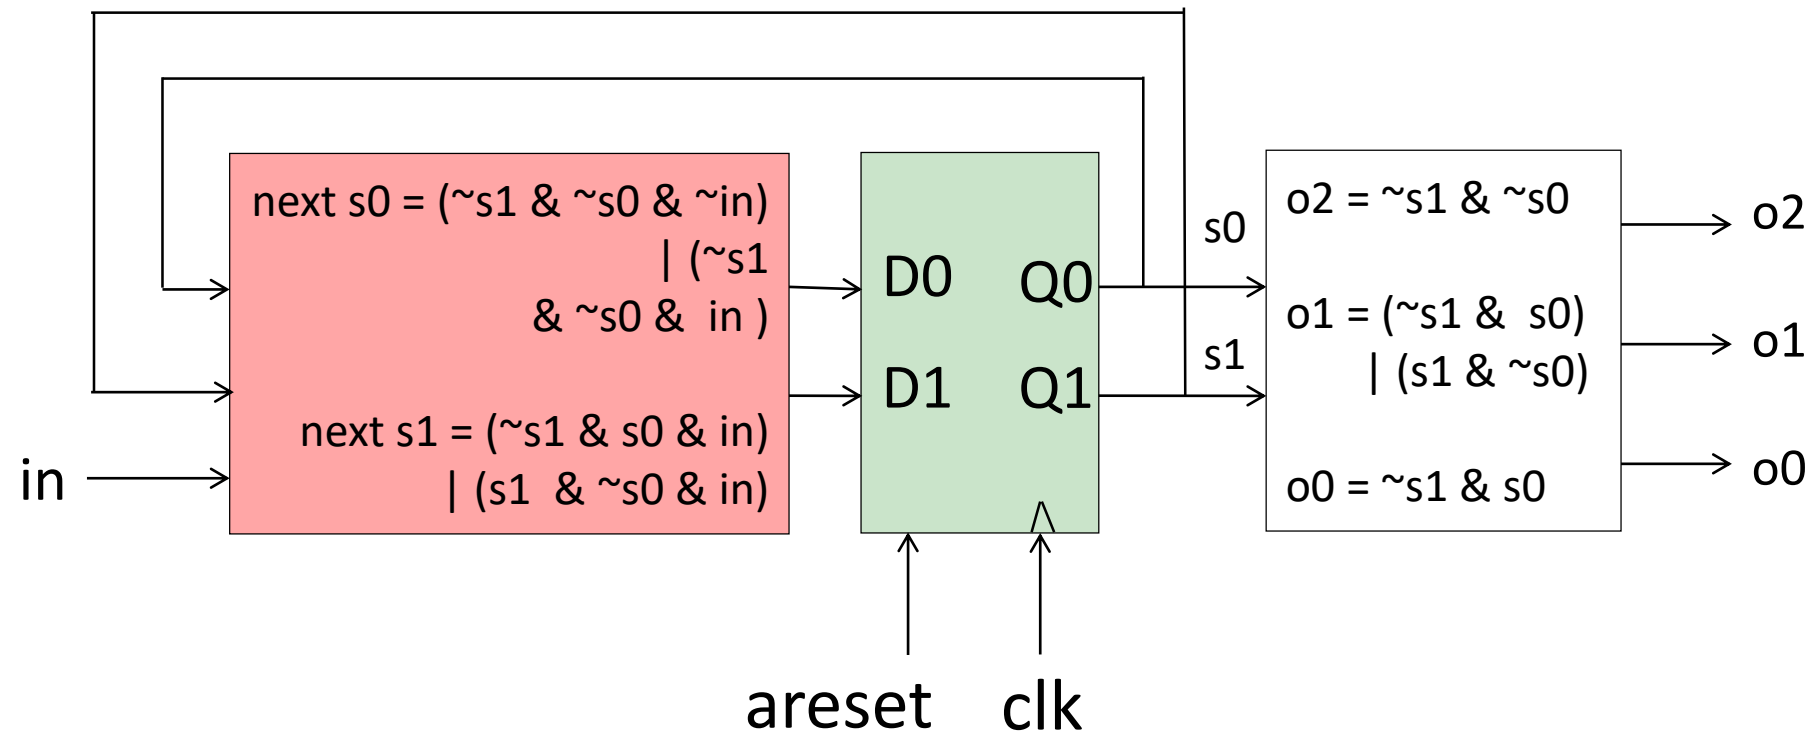 next s0 = (~s1 & ~s0 & ~in)
| (~s1
& ~s0 & in )
next s1 = (~s1 & s0 & in)
| (s1 & ~s0 & in)
in
D0
Q0
D1
Q1
areset
clk
s0
s1
o2 = ~s1 & ~s0
o1 = (~s1 & s0)
| (s1 & ~s0)
o0 = ~s1 & s0
o2
o1
o0